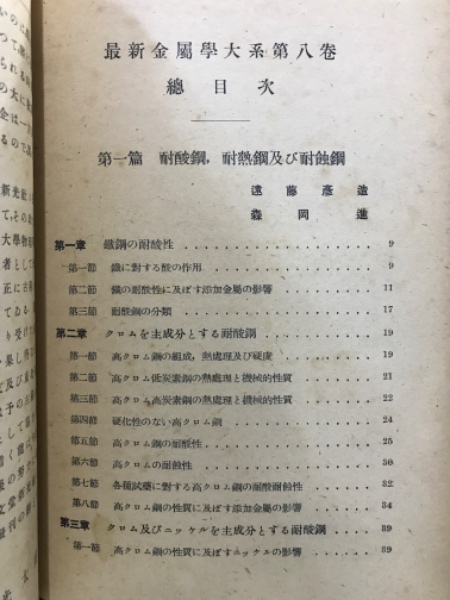 最新金屬學大系第八卷
總目次
第一篇 耐酸鋼,耐熱鋼及び耐蝕鋼
遠藤彥造
森岡進
第一章 鐵鋼の耐酸性 9
第一節 鐵に對する酸の作用 9
第二節 鐵の耐酸性に及ぼす添加金屬の影響 11
第三節 耐酸鋼の分類 17
第二章 クロムを主成分とする耐酸鋼 19
第一節 高クロム鋼の組成,熱處理及び硬度 19
第二節 高クロム低炭素鋼の熱處理と機械的性質 21
第三節 高クロム高炭素鋼の熱處理と機械的性質 22
第四節 硬化性のない高クロム鋼 24
第五節 高クロム鋼の耐酸性 25
第六節 高クロムの耐蝕性 30
第七節 各種試藥に對する高クロム鋼の耐酸耐蝕性 32
第八節 高クロム鋼の性質に及ぼす添加金屬の影響 34
第三章 クロム及びニッケルを主成分とする耐酸鋼 39
第一節 高クロム鋼の性質に及ぼすニッケルの影響 39